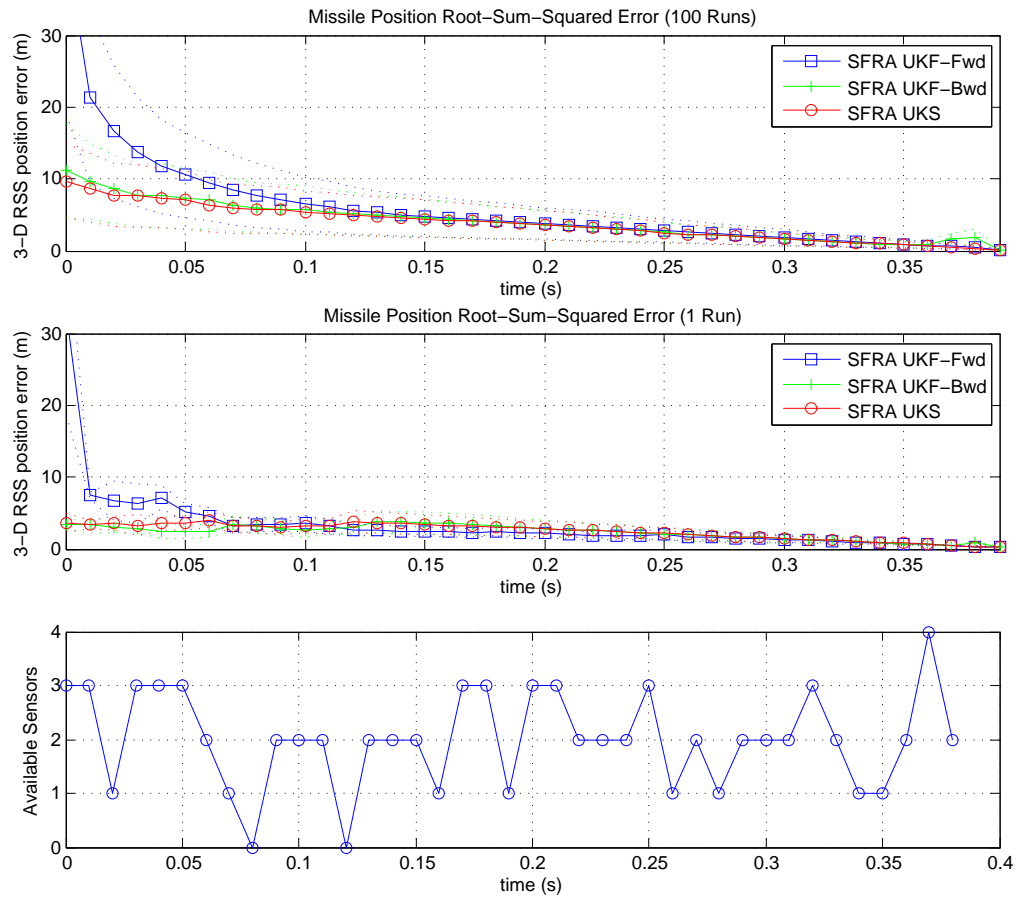 Missile Position Root−Sum−Squared Error (100 Runs)
3−D RSS position error (m)
30
20
10
0
SFRA UKF−Fwd
SFRA UKF−Bwd
SFRA UKS
0 0.05 0.1 0.15 0.2 0.25 0.3 0.35
time (s)
Missile Position Root−Sum−Squared Error (1 Run)
3−D RSS position error (m)
30
20
10
0
SFRA UKF−Fwd
SFRA UKF−Bwd
SFRA UKS
0 0.05 0.1 0.15 0.2 0.25 0.3 0.35
time (s)
Available Sensors
4
3
2
1
0
0 0.05 0.1 0.15 0.2 0.25 0.3 0.35 0.4
time (s)